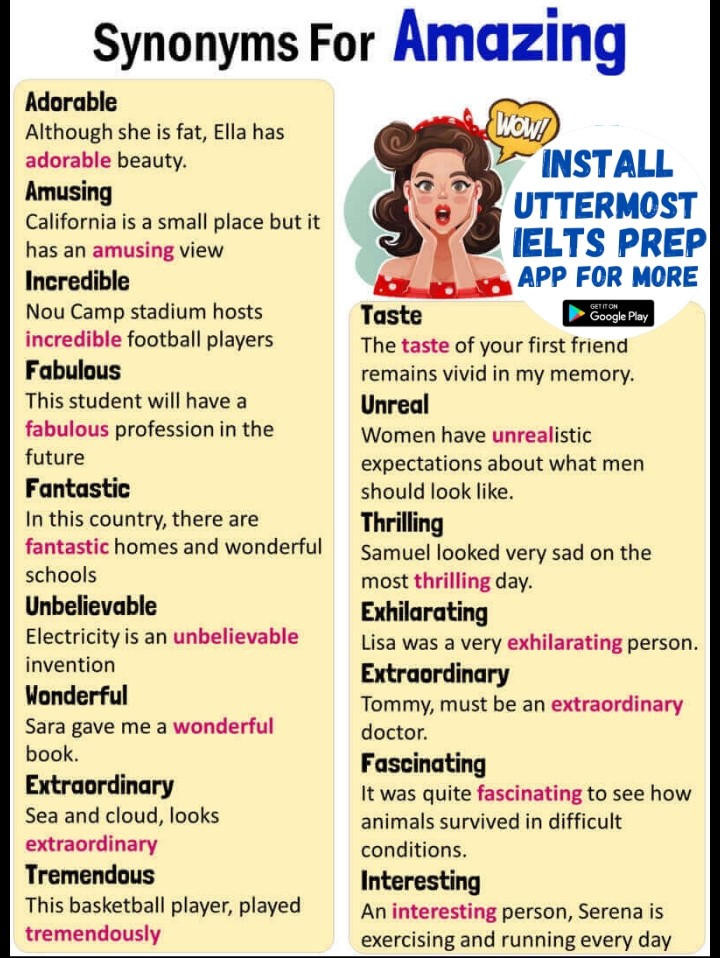 Synonyms For Amazing
Adorable
Although she is fat, Ella has
adorable beauty.
Amusing
California is a small place but it
has an amusing view
Incredible
Nou Camp stadium hosts
incredible football players
Fabulous
This student will have a
fabulous profession in the
future
Fantastic
In this country, there are
fantastic homes and wonderful
schools
Unbelievable
Electricity is an unbelievable
invention
Wonderful
Sara gave me a wonderful
book.
Extraordinary
Sea and cloud, looks
extraordinary
Tremendous
This basketball player, played
tremendously
WOW!
INSTALL
UTTERMOST
IELTS PREP
APP FOR MORE
GET IT ON
Google Play
Taste
The taste of your first friend
remains vivid in my memory.
Unreal
Women have unrealistic
expectations about what men
should look like.
Thrilling
Samuel looked very sad on the
most thrilling day.
Exhilarating
Lisa was a very exhilarating person.
Extraordinary
Tommy, must be an extraordinary
doctor.
Fascinating
It was quite fascinating to see how
animals survived in difficult
conditions.
Interesting
An interesting person, Serena is
exercising and running every day